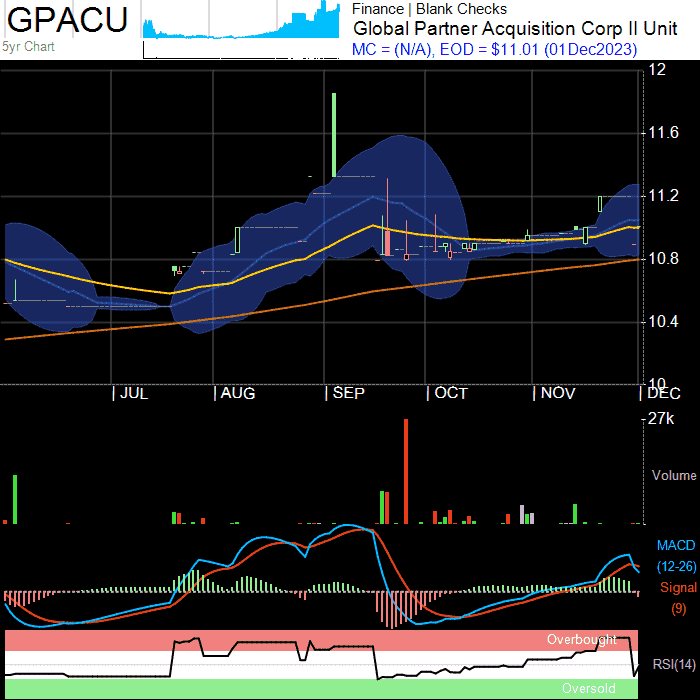 GPACU
5yr Chart
Finance | Blank Checks
Global Partner Acquisition Corp II Unit
MC = (N/A), EOD = $11.01 (01Dec2023)
12
11.6
11.2
10.8
10.4
10
JUL
AUG
SEP
OCT
NOV
DEC
27k
Volume
MACD
(12-26)
Signal
(9)
Overbought
RSI(14)
Oversold